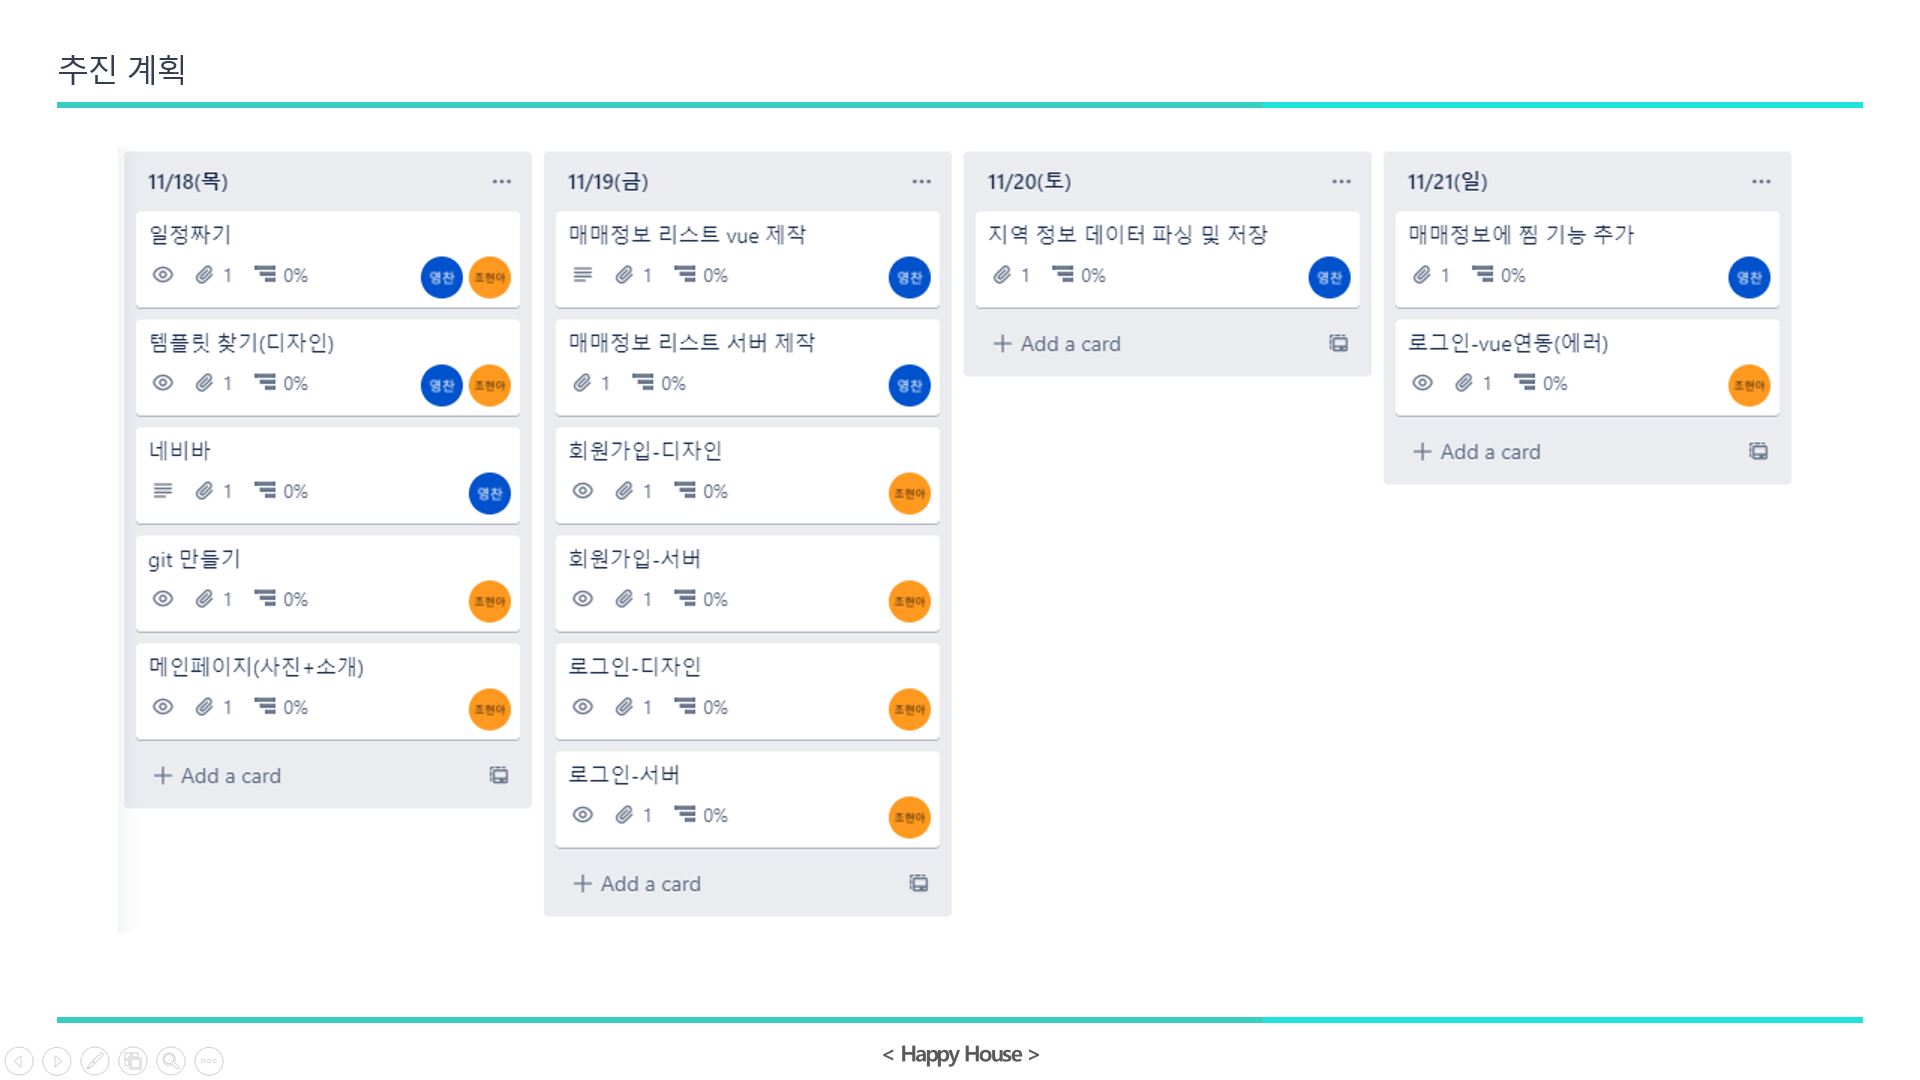 추진 계획
11/18(목)
일정짜기
1 0%
영찬 조현아
템플릿 찾기(디자인)
1 0%
영찬 조현아
네비바
1 0%
영찬
git 만들기
1 0%
조현아
메인페이지(사진+소개)
1 0%
조현아
+ Add a card
11/19(금)
매매정보 리스트 vue 제작
1 0%
영찬
매매정보 리스트 서버 제작
1 0%
영찬
회원가입-디자인
1 0%
조현아
회원가입-서버
1 0%
조현아
로그인-디자인
1 0%
조현아
로그인-서버
1 0%
조현아
+ Add a card
11/20(토)
지역 정보 데이터 파싱 및 저장
1 0%
영찬
+ Add a card
11/21(일)
매매정보에 찜 기능 추가
1 0%
영찬
로그인-vue연동(에러)
1 0%
조현아
+ Add a card
< Happy House >